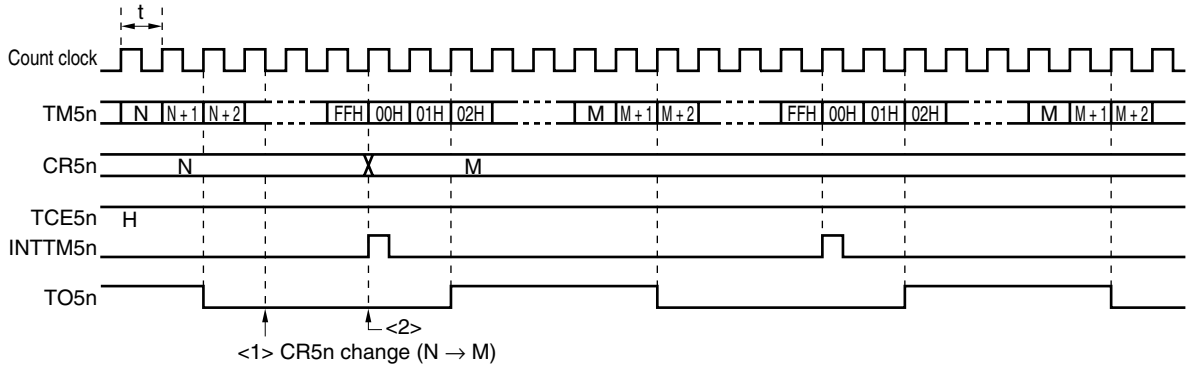 t
Count clock
TM5n N N + 1 N + 2 FFH 00H 01H 02H M M + 1 M + 2 FFH 00H 01H 02H M M + 1 M + 2
CR5n N M
TCE5n H
INTTM5n
TO5n
<2>
<1> CR5n change (N → M)